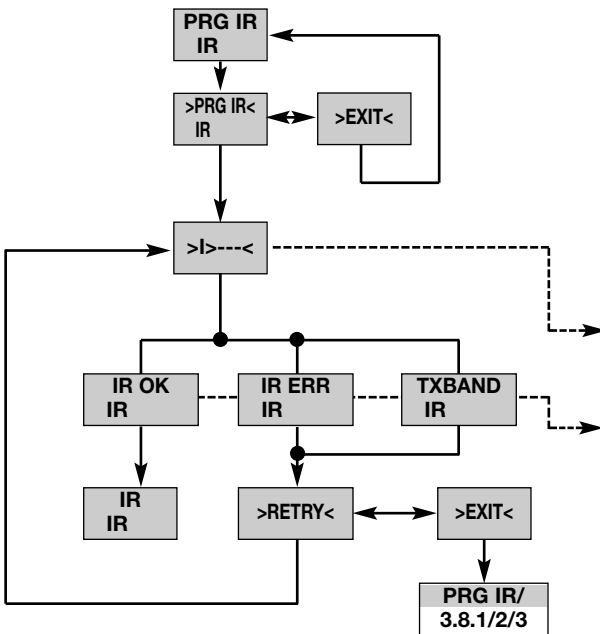 PRG IR
IR
>PRG IR<
IR
>EXIT<
>I>----<
IR OK
IR
IR ERR
IR
TXBAND
IR
IR
IR
>RETRY<
>EXIT<
PRG IR/
3.8.1/2/3